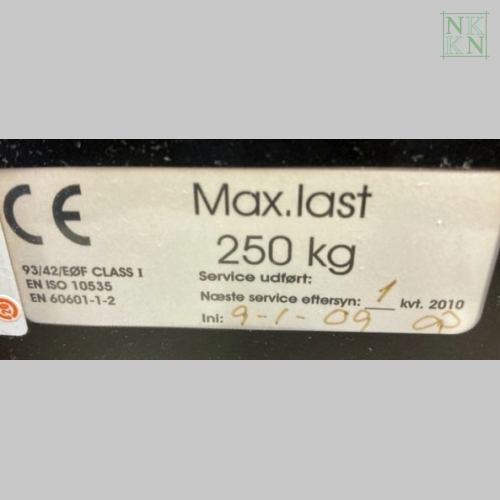 NK
KN
CE
Max.last
250 kg
93/42/EØF CLASS I
EN ISO 10535
EN 60601-1-2
Service udført:
Næste service eftersyn: 1 kvt. 2010
Ini: 9-1-09